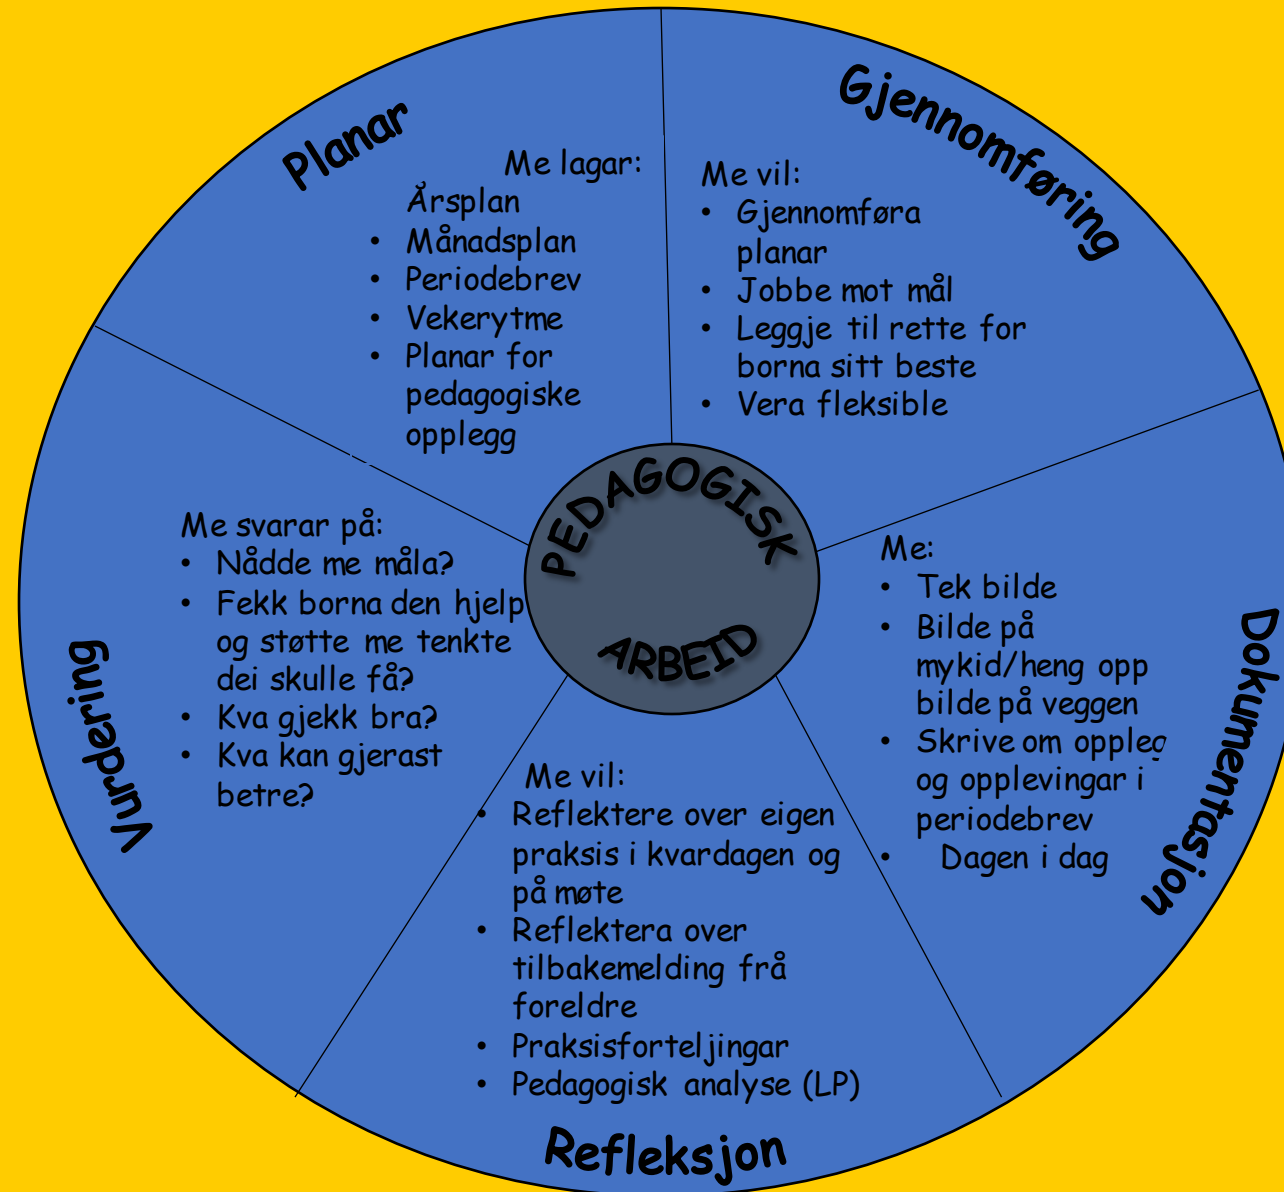 Planar
Me lagar:
Årsplan
• Månadsplan
• Periodebrev
• Vekerytme
• Planar for
pedagogiske
opplegg
Gjennomføring
Me vil:
• Gjennomføra
planar
• Jobbe mot mål
• Leggje til rette for
borna sitt beste
• Vera fleksible
PEDAGOGISK
ARBEID
Dokumentasjon
Me:
• Tek bilde
• Bilde på
mykid/heng opp
bilde på veggen
• Skrive om oppleg
og opplevingar i
periodebrev
• Dagen i dag
Refleksjon
Me vil:
• Reflektere over eigen
praksis i kvardagen og
på møte
• Reflektera over
tilbakemelding frå
foreldre
• Praksisforteljingar
• Pedagogisk analyse (LP)
Vurdering
Me svarar på:
• Nådde me måla?
• Fekk borna den hjelp
og støtte me tenkte
dei skulle få?
• Kva gjekk bra?
• Kva kan gjerast
betre?